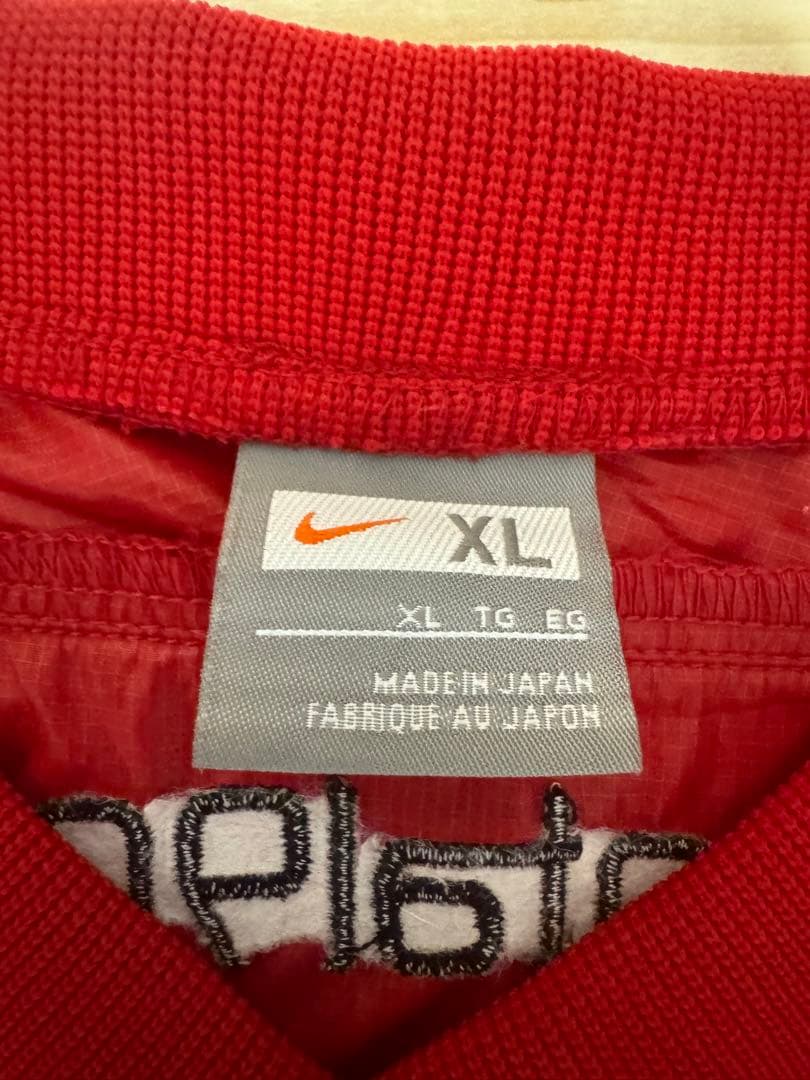 XL
XL TG EG
MADE IN JAPAN
FABRIQUE AU JAPON